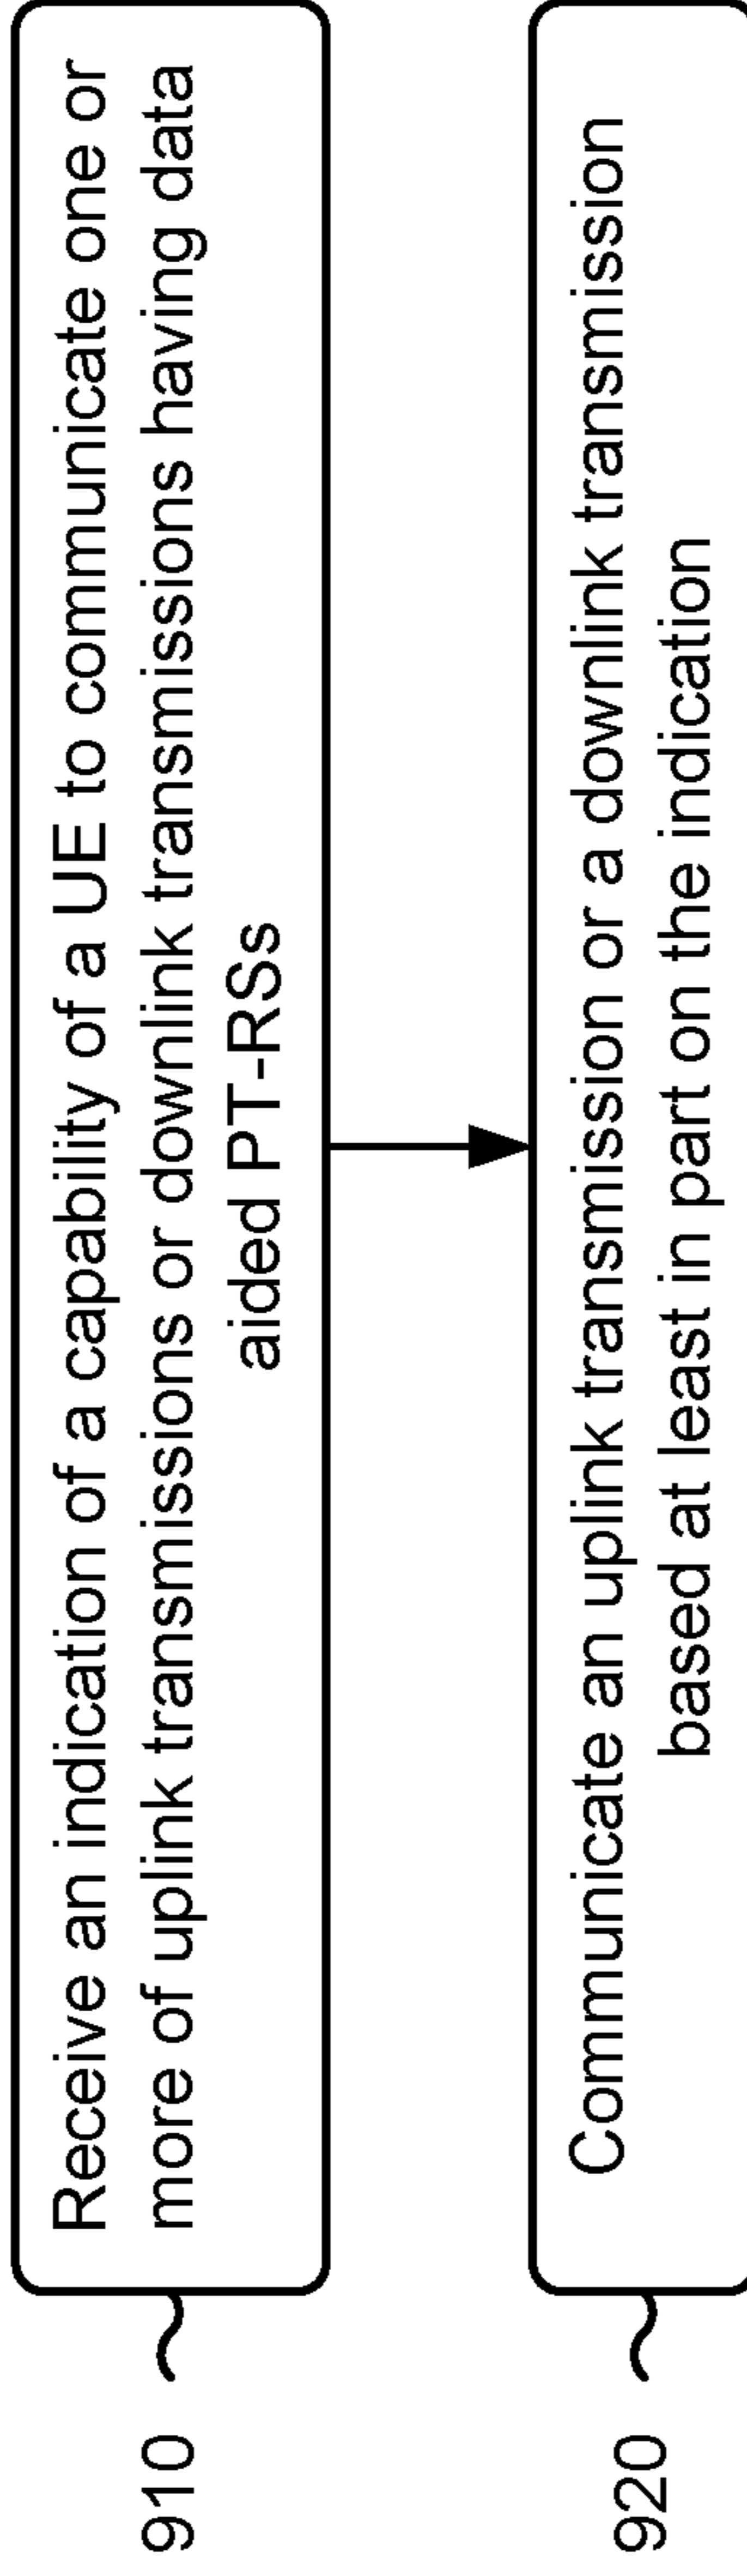 910
Receive an indication of a capability of a UE to communicate one or
more of uplink transmissions or downlink transmissions having data
aided PT-RSs
920
Communicate an uplink transmission or a downlink transmission
based at least in part on the indication